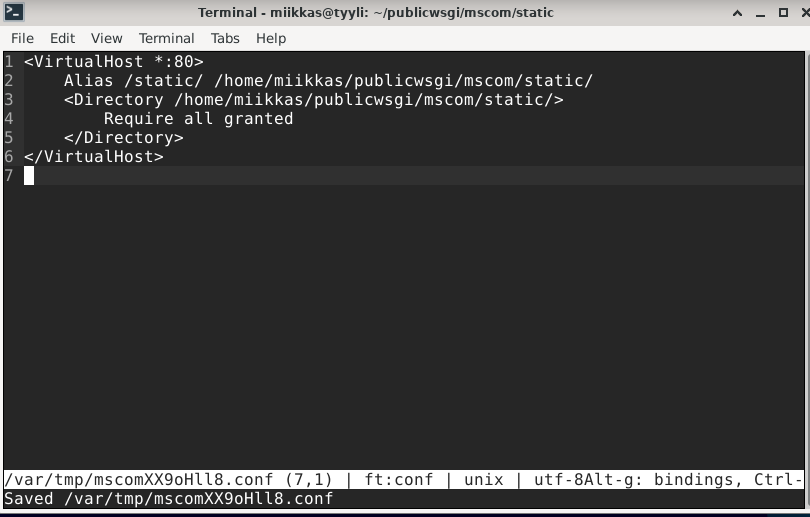 Terminal - miikkas@tyyli: ~/publicwsgi/mscom/static
File Edit View Terminal Tabs Help
1 <VirtualHost *:80>
2     Alias /static/ /home/miikkas/publicwsgi/mscom/static/
3     <Directory /home/miikkas/publicwsgi/mscom/static/>
4         Require all granted
5     </Directory>
6 </VirtualHost>
7
/var/tmp/mscomXX9oHll8.conf (7,1) | ft:conf | unix | utf-8Alt-g: bindings, Ctrl-
Saved /var/tmp/mscomXX9oHll8.conf